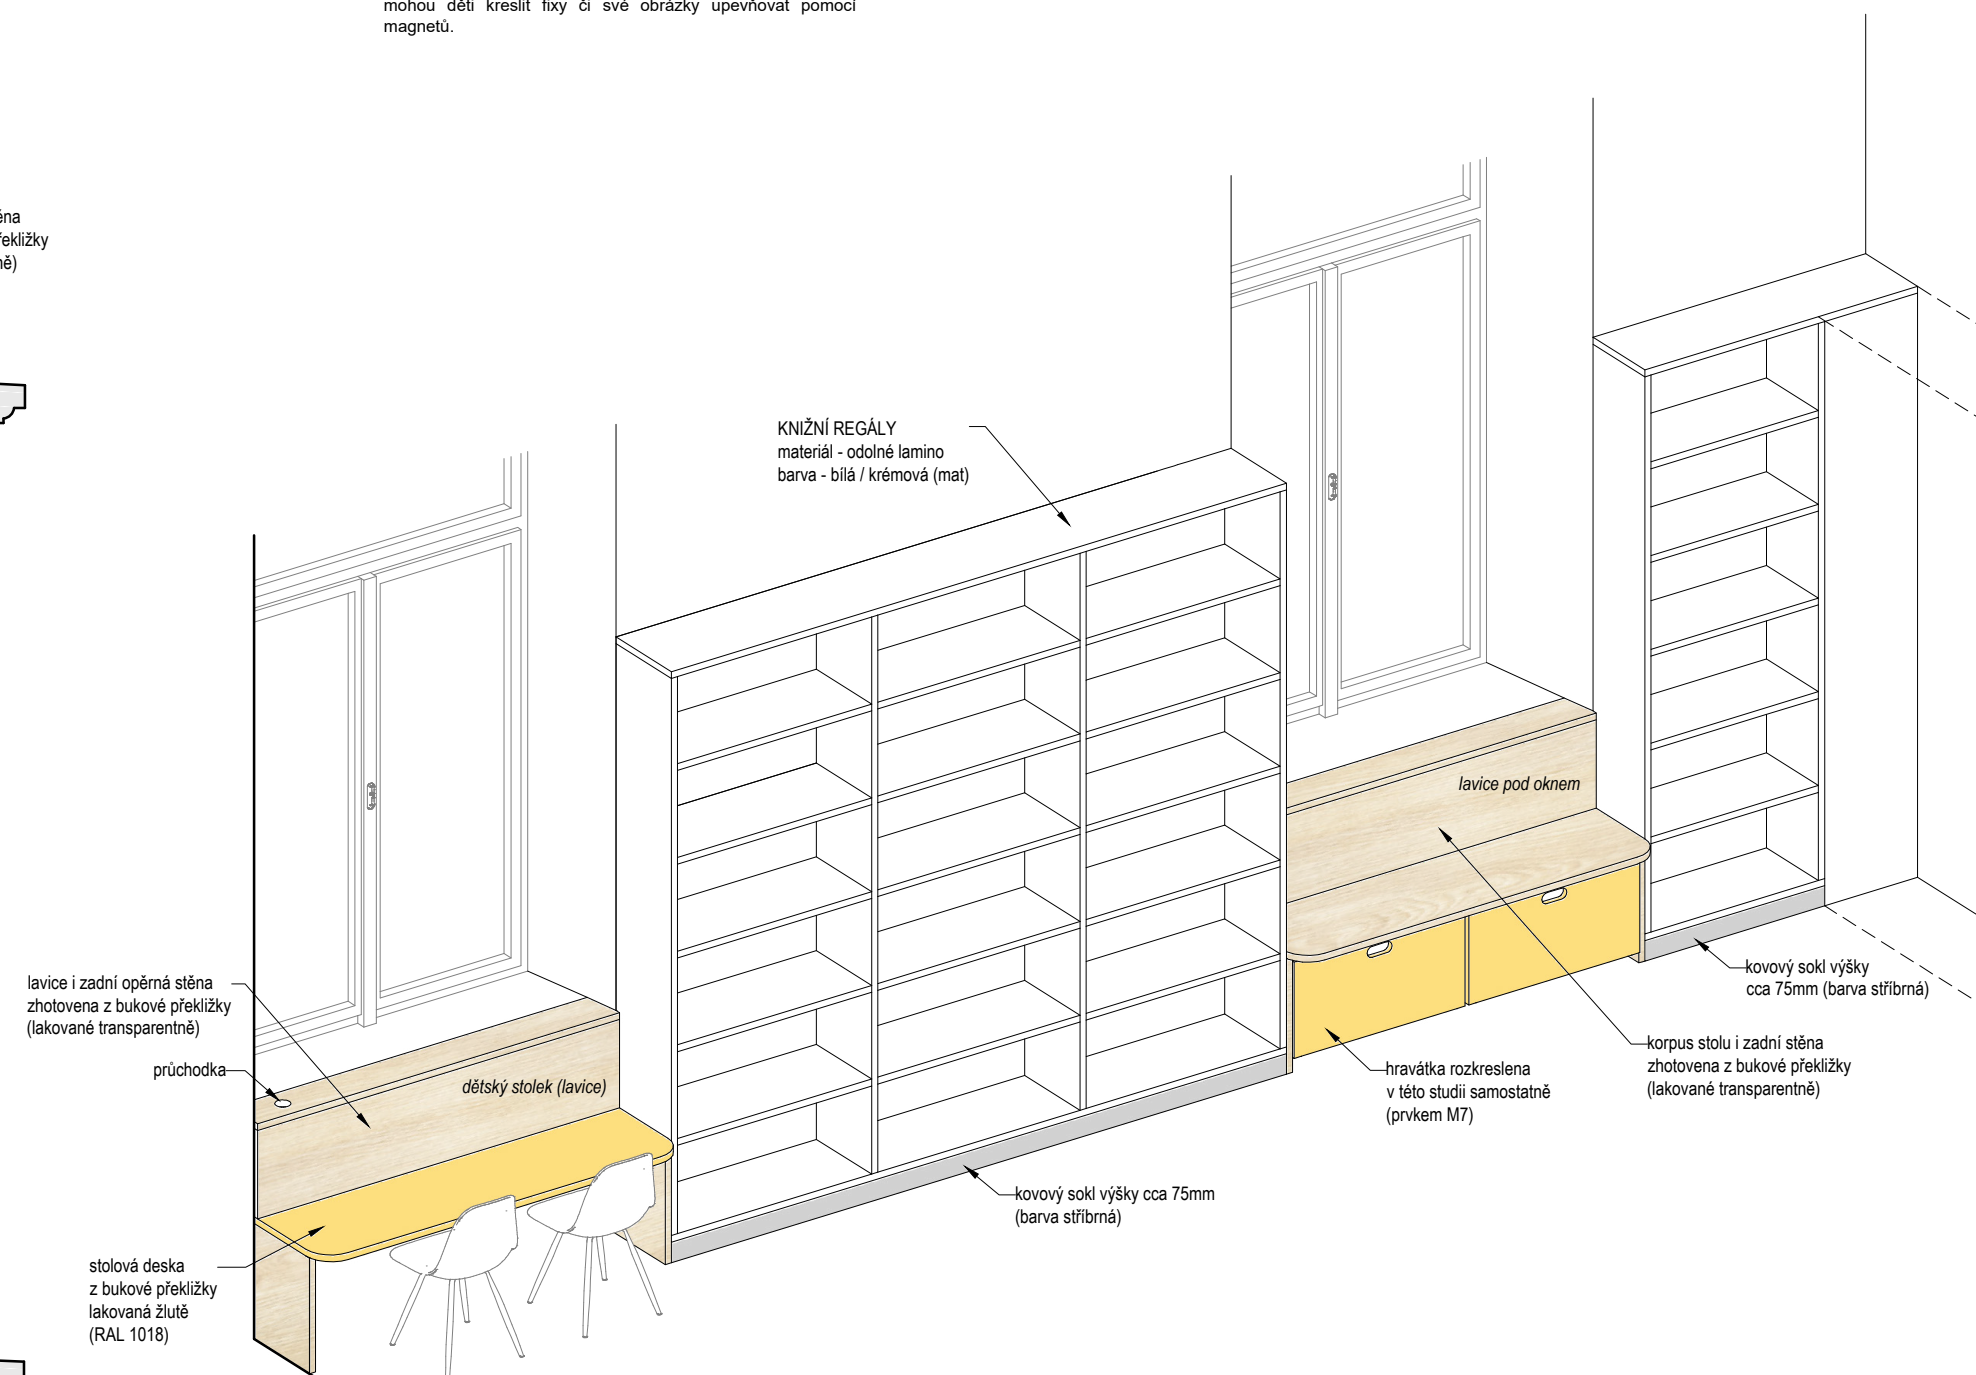 mohou děti kreslit fixy či své obrázky upevňovat pomocí
magnetů.
KNIŽNÍ REGÁLY
materiál - odolné lamino
barva - bílá / krémová (mat)
lavice pod oknem
lavice i zadní opěrná stěna
zhotovena z bukové překližky
(lakované transparentně)
průchodka
dětský stolek (lavice)
stolová deska
z bukové překližky
lakovaná žlutě
(RAL 1018)
kovový sokl výšky cca 75mm
(barva stříbrná)
hravátka rozkreslena
v této studii samostatně
(prvkem M7)
korpus stolu i zadní stěna
zhotovena z bukové překližky
(lakované transparentně)
kovový sokl výšky
cca 75mm (barva stříbrná)